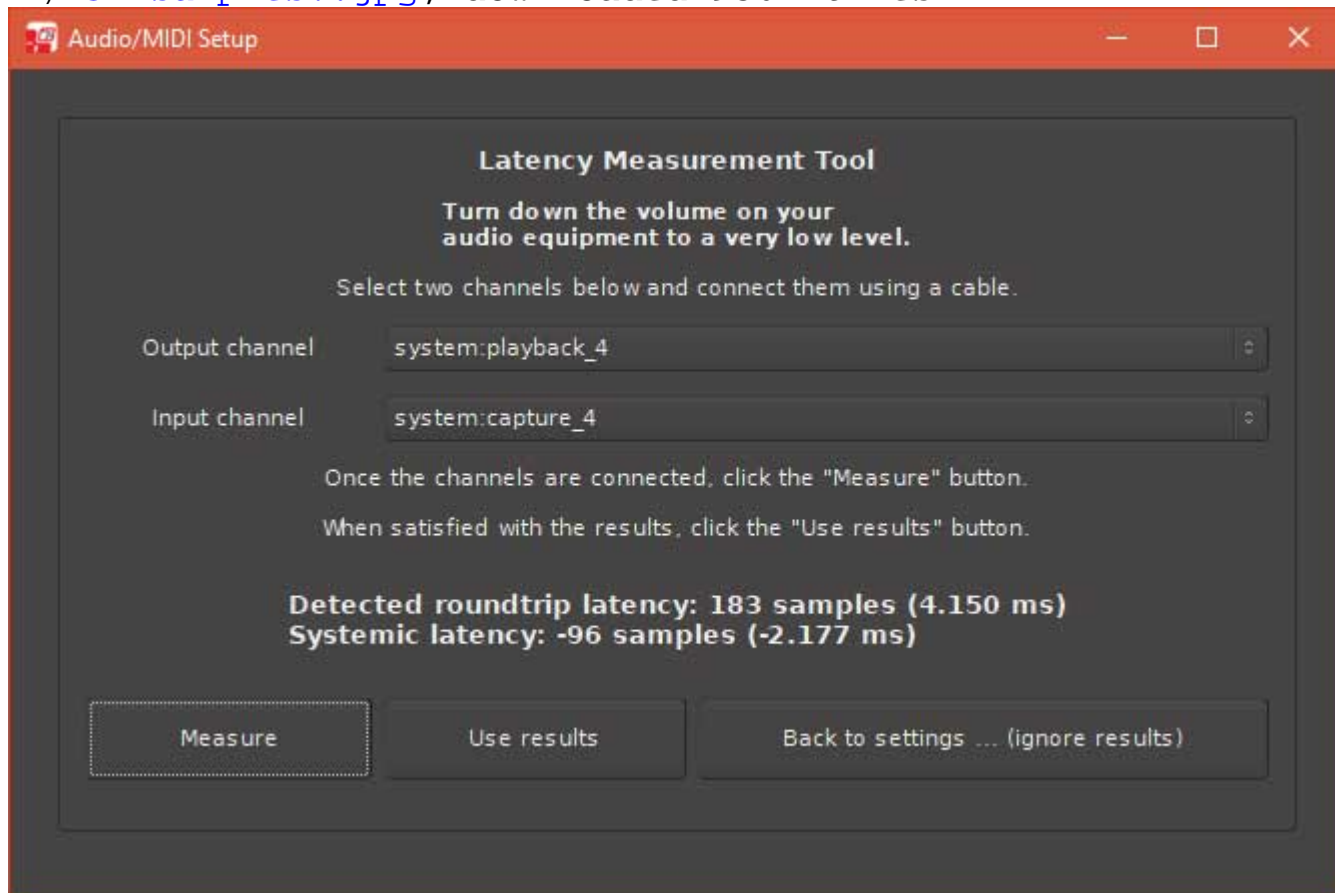 Audio/MIDI Setup
Latency Measurement Tool
Turn down the volume on your
audio equipment to a very low level.
Select two channels below and connect them using a cable.
Output channel system:playback_4
Input channel system:capture_4
Once the channels are connected, click the "Measure" button.
When satisfied with the results, click the "Use results" button.
Detected roundtrip latency: 183 samples (4.150 ms)
Systemic latency: -96 samples (-2.177 ms)
Measure Use results Back to settings ... (ignore results)